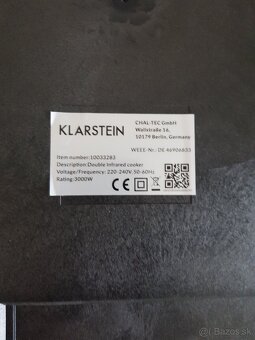 KLARSTEIN
CHAL-TEC GmbH
Wallstraße 16,
10179 Berlin, Germany
WEEE-Nr.: DE 46906833
Item number:10033283
Description:Double infrared cooker
Voltage/Frequency: 220-240V, 50-60Hz
Rating:3000W
CE
Bazos.sk